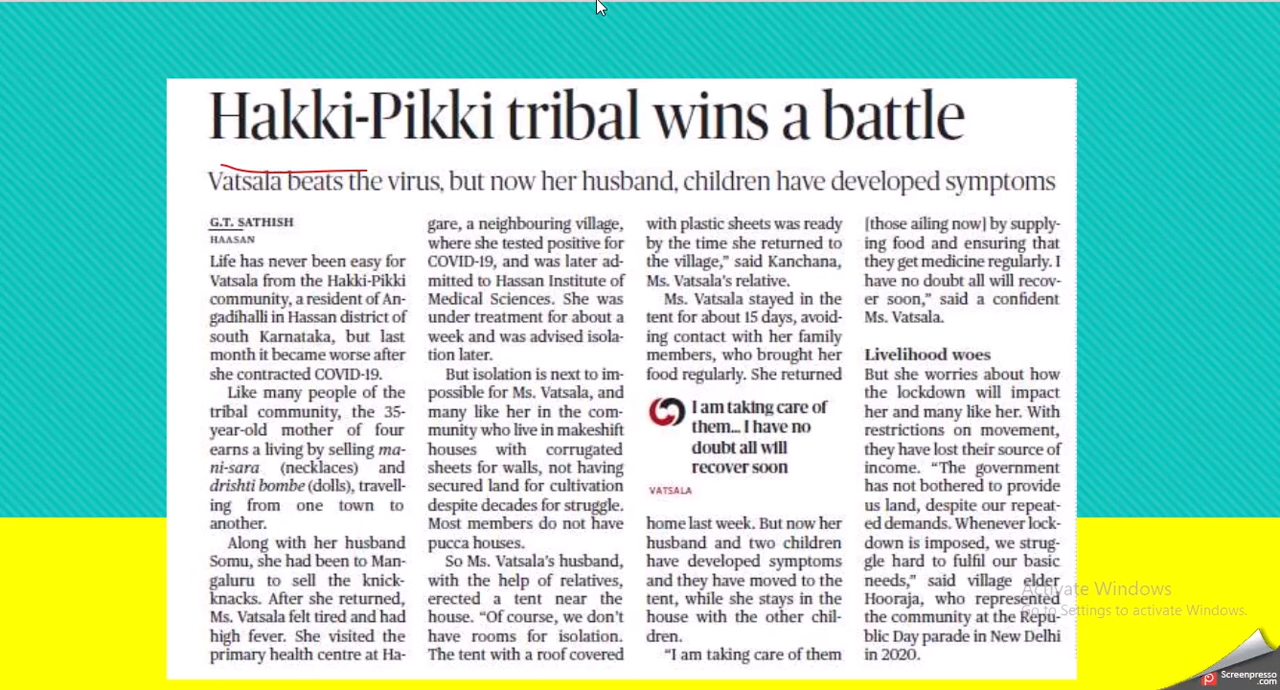 Hakki-Pikki tribal wins a battle
Vatsala beats the virus, but now her husband, children have developed symptoms
G.T. SATHISH
HAASAN
Life has never been easy for
Vatsala from the Hakki-Pikki
community, a resident of An-
gadihalli in Hassan district of
south Karnataka, but last
month it became worse after
she contracted COVID-19.
Like many people of the
tribal community, the 35-
year-old mother of four
earns a living by selling ma-
ni-sara (necklaces) and
drishti bombe (dolls), travell-
ing from one town to
another.
Along with her husband
Somu, she had been to Man-
galuru to sell the knick-
knacks. After she returned,
Ms. Vatsala felt tired and had
high fever. She visited the
primary health centre at Ha-
gare, a neighbouring village,
where she tested positive for
COVID-19, and was later ad-
mitted to Hassan Institute of
Medical Sciences. She was
under treatment for about a
week and was advised isola-
tion later.
But isolation is next to im-
possible for Ms. Vatsala, and
many like her in the com-
munity who live in makeshift
houses with corrugated
sheets for walls, not having
secured land for cultivation
despite decades for struggle.
Most members do not have
pucca houses.
So Ms. Vatsala's husband,
with the help of relatives,
erected a tent near the
house. “Of course, we don't
have rooms for isolation.
The tent with a roof covered
with plastic sheets was ready
by the time she returned to
the village,” said Kanchana,
Ms. Vatsala's relative.
Ms. Vatsala stayed in the
tent for about 15 days, avoid-
ing contact with her family
members, who brought her
food regularly. She returned
I am taking care of
them... I have no
doubt all will
recover soon
VATSALA
home last week. But now her
husband and two children
have developed symptoms
and they have moved to the
tent, while she stays in the
house with the other chil-
dren.
“I am taking care of them
[those ailing now] by supply-
ing food and ensuring that
they get medicine regularly. I
have no doubt all will recov-
er soon,” said a confident
Ms. Vatsala.
Livelihood woes
But she worries about how
the lockdown will impact
her and many like her. With
restrictions on movement,
they have lost their source of
income. “The government
has not bothered to provide
us land, despite our repeat-
ed demands. Whenever lock-
down is imposed, we strug-
gle hard to fulfil our basic
needs,” said village elder
Hooraja, who represented
the community at the Repu-
blic Day parade in New Delhi
in 2020.
Activate Windows
Go to Settings to activate Windows.
Screenpresso
.com